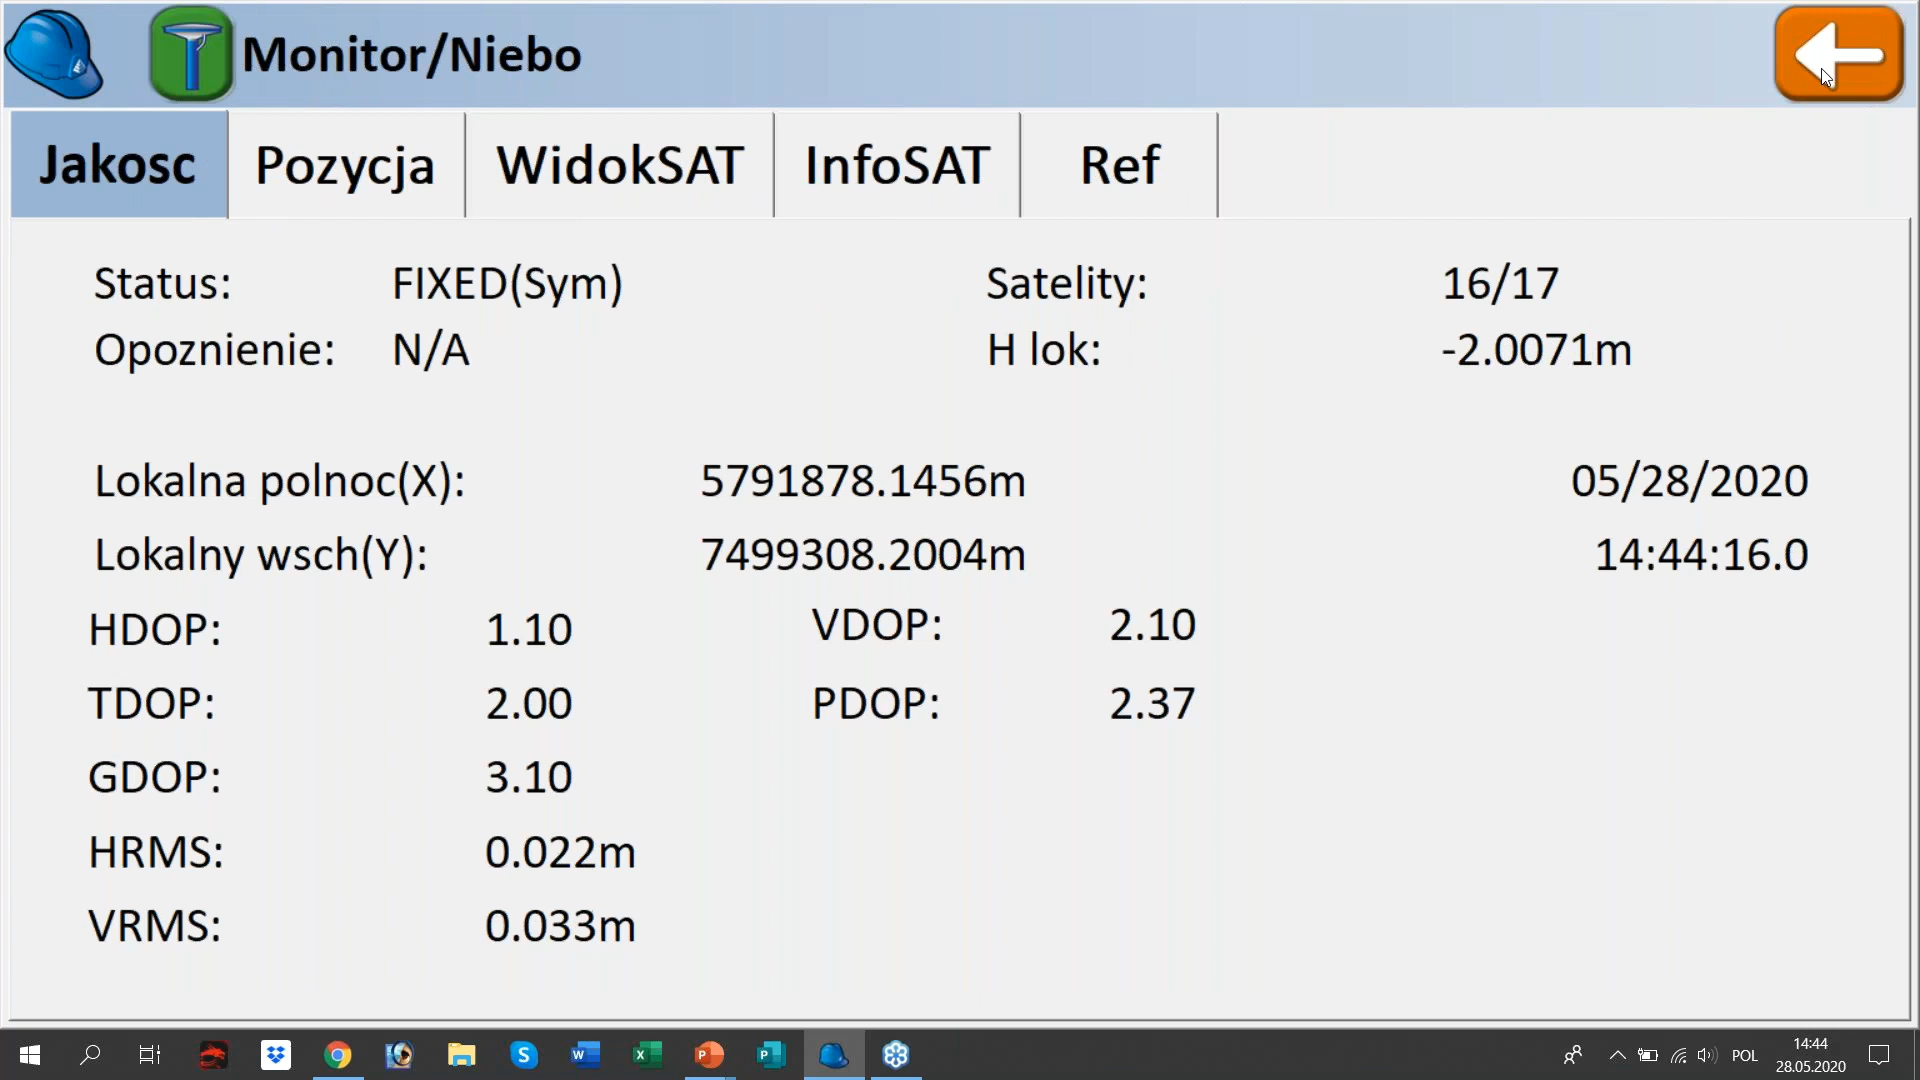 Monitor/Niebo
Jakosc Pozycja WidokSAT InfoSAT Ref
Status: FIXED(Sym) Satelity: 16/17
Opoznienie: N/A H lok: -2.0071m
Lokalna polnoc(X): 5791878.1456m 05/28/2020
Lokalny wsch(Y): 7499308.2004m 14:44:16.0
HDOP: 1.10 VDOP: 2.10
TDOP: 2.00 PDOP: 2.37
GDOP: 3.10
HRMS: 0.022m
VRMS: 0.033m
POL 14:44
28.05.2020